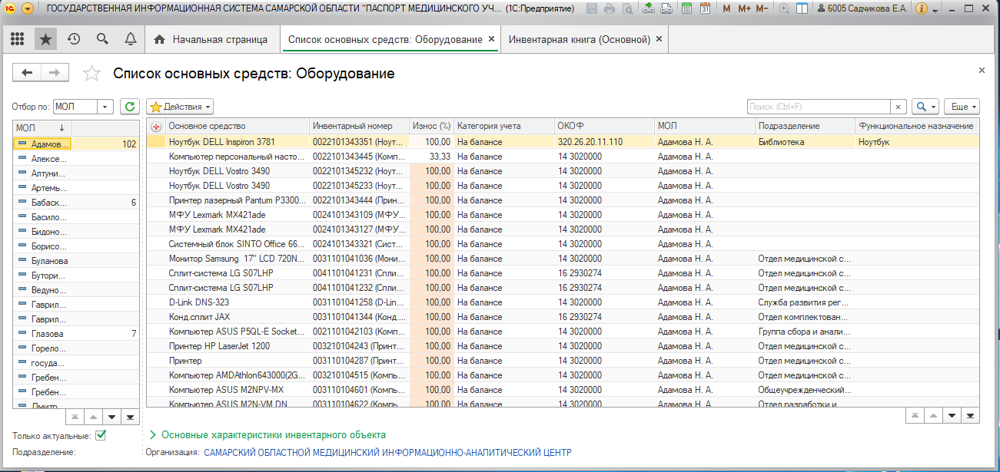 ГОСУДАРСТВЕННАЯ ИНФОРМАЦИОННАЯ СИСТЕМА САМАРСКОЙ ОБЛАСТИ "ПАСПОРТ МЕДИЦИНСКОГО УЧ... (1С:Предприятие) M M+ M- 6005 Садчикова Е.А.
Начальная страница Список основных средств: Оборудование × Инвентарная книга (Основной) ×
Список основных средств: Оборудование
Отбор по: МОЛ Действия Поиск (Ctrl+F) Еще
МОЛ Основное средство Инвентарный номер Износ (%) Категория учета ОКОФ МОЛ Подразделение Функциональное назначение
Адамов... 102 Ноутбук DELL Inspiron 3781 0022101343351 (Ноут... 100,00 На балансе 320.26.20.11.110 Адамова Н. А. Библиотека Ноутбук
Алексе... Компьютер персональный насто... 0022101343445 (Комп... 33,33 На балансе 14 3020000 Адамова Н. А.
Алтуни... Ноутбук DELL Vostro 3490 0022101345232 (Ноут... 100,00 На балансе 14 3020000 Адамова Н. А.
Артемь... Ноутбук DELL Vostro 3490 0022101345233 (Ноут... 100,00 На балансе 14 3020000 Адамова Н. А.
Бабаск... 6 Принтер лазерный Pantum P3300... 0022101343444 (Прин... 100,00 На балансе 14 3020000 Адамова Н. А.
Басило... МФУ Lexmark MX421ade 0024101343109 (МФУ... 100,00 На балансе 14 3020000 Адамова Н. А.
Бидоно... МФУ Lexmark MX421ade 0024101343127 (МФУ... 100,00 На балансе 14 3020000 Адамова Н. А.
Борисо... Системный блок SINTO Office 66... 0024101343321 (Сист... 100,00 На балансе 14 3020000 Адамова Н. А.
Буланова Монитор Samsung 17" LCD 720N... 0031101041036 (Мони... 100,00 На балансе 14 3020000 Адамова Н. А. Отдел медицинской с...
Бутори... Сплит-система LG S07LHP 0041101041231 (Спли... 100,00 На балансе 16 2930274 Адамова Н. А. Отдел медицинской с...
Ведуно... Сплит-система LG S07LHP 0041101041232 (Спли... 100,00 На балансе 16 2930274 Адамова Н. А. Отдел медицинской с...
Гаврил... D-Link DNS-323 0031101041258 (D-Lin... 100,00 На балансе 14 3020000 Адамова Н. А. Служба развития рег...
Гаврил... Конд.сплит JAX 0031101041344 (Конд... 100,00 На балансе 16 2930274 Адамова Н. А. Отдел комплектован...
Глазова 7 Компьютер ASUS P5QL-E Socket... 0021101042103 (Комп... 100,00 На балансе 14 3020000 Адамова Н. А. Группа сбора и анали...
Горело... Принтер HP LaserJet 1200 003210104243 (Принт... 100,00 На балансе 14 3020000 Адамова Н. А. Отдел медицинской с...
госуда... Принтер 003110104287 (Принт... 100,00 На балансе 14 3020000 Адамова Н. А. Отдел медицинской с...
Гребен... Компьютер AMDAthlon643000(2G... 003210104515 (Компь... 100,00 На балансе 14 3020000 Адамова Н. А. Отдел медицинской с...
Гребен... Компьютер ASUS M2NPV-MX 003110104601 (Компь... 100,00 На балансе 14 3020000 Адамова Н. А. Общеучрежденческий...
Дмитр... Компьютер ASUS M2N-VM DN 003110104622 (Компь... 100,00 На балансе 14 3020000 Адамова Н. А. Отдел разработки и
Только актуальные: Основные характеристики инвентарного объекта
Подразделение: Организация: САМАРСКИЙ ОБЛАСТНОЙ МЕДИЦИНСКИЙ ИНФОРМАЦИОННО-АНАЛИТИЧЕСКИЙ ЦЕНТР